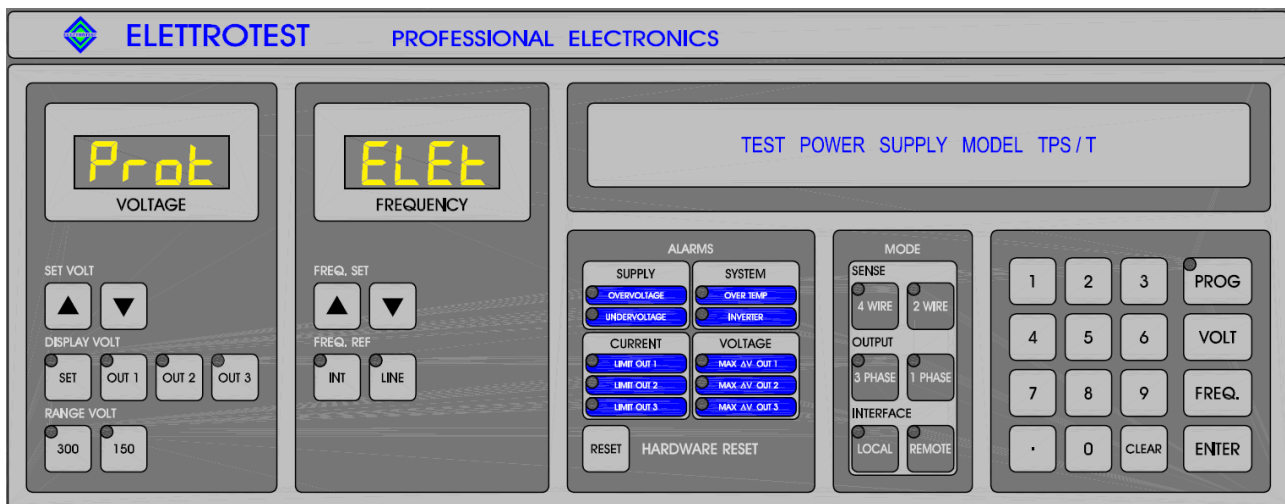 ELETTROTEST PROFESSIONAL ELECTRONICS
Prot
VOLTAGE
SET VOLT
DISPLAY VOLT
SET OUT 1 OUT 2 OUT 3
RANGE VOLT
300 150
ELEt
FREQUENCY
FREQ. SET
FREQ. REF
INT LINE
TEST POWER SUPPLY MODEL TPS / T
ALARMS
SUPPLY
OVERVOLTAGE
UNDERVOLTAGE
SYSTEM
OVER TEMP
INVERTER
CURRENT
LIMIT OUT 1
LIMIT OUT 2
LIMIT OUT 3
VOLTAGE
MAX ΔV OUT 1
MAX ΔV OUT 2
MAX ΔV OUT 3
RESET HARDWARE RESET
MODE
SENSE
4 WIRE 2 WIRE
OUTPUT
3 PHASE 1 PHASE
INTERFACE
LOCAL REMOTE
1 2 3 PROG
4 5 6 VOLT
7 8 9 FREQ.
. 0 CLEAR ENTER